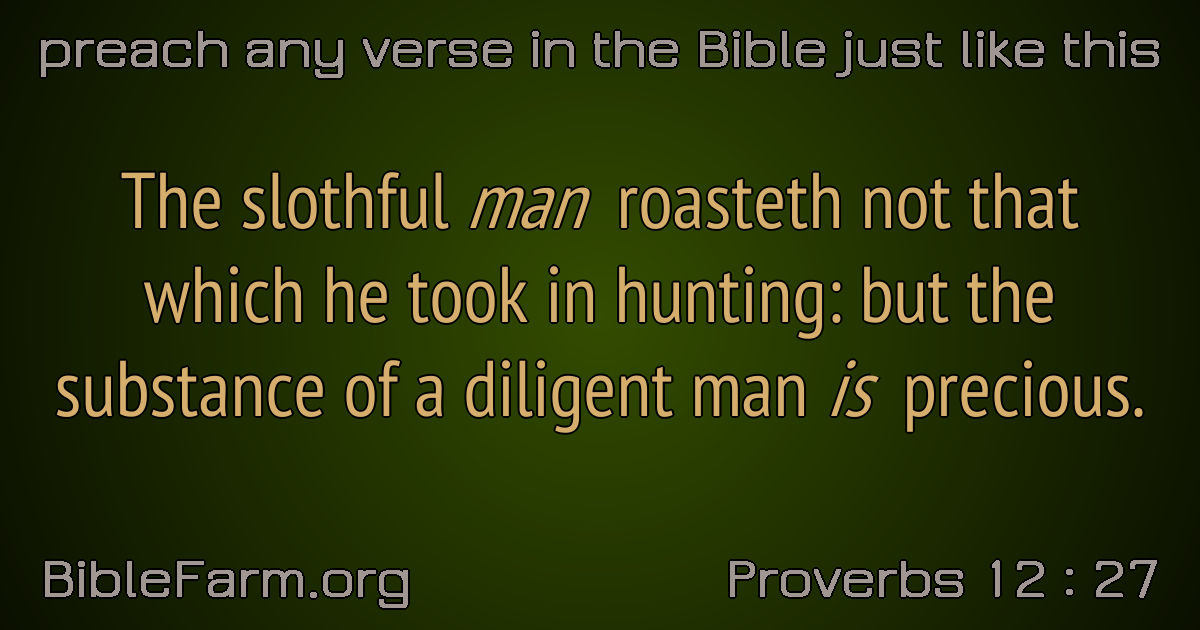 preach any verse in the Bible just like this
The slothful man roasteth not that
which he took in hunting: but the
substance of a diligent man is precious.
BibleFarm.org
Proverbs 12 : 27